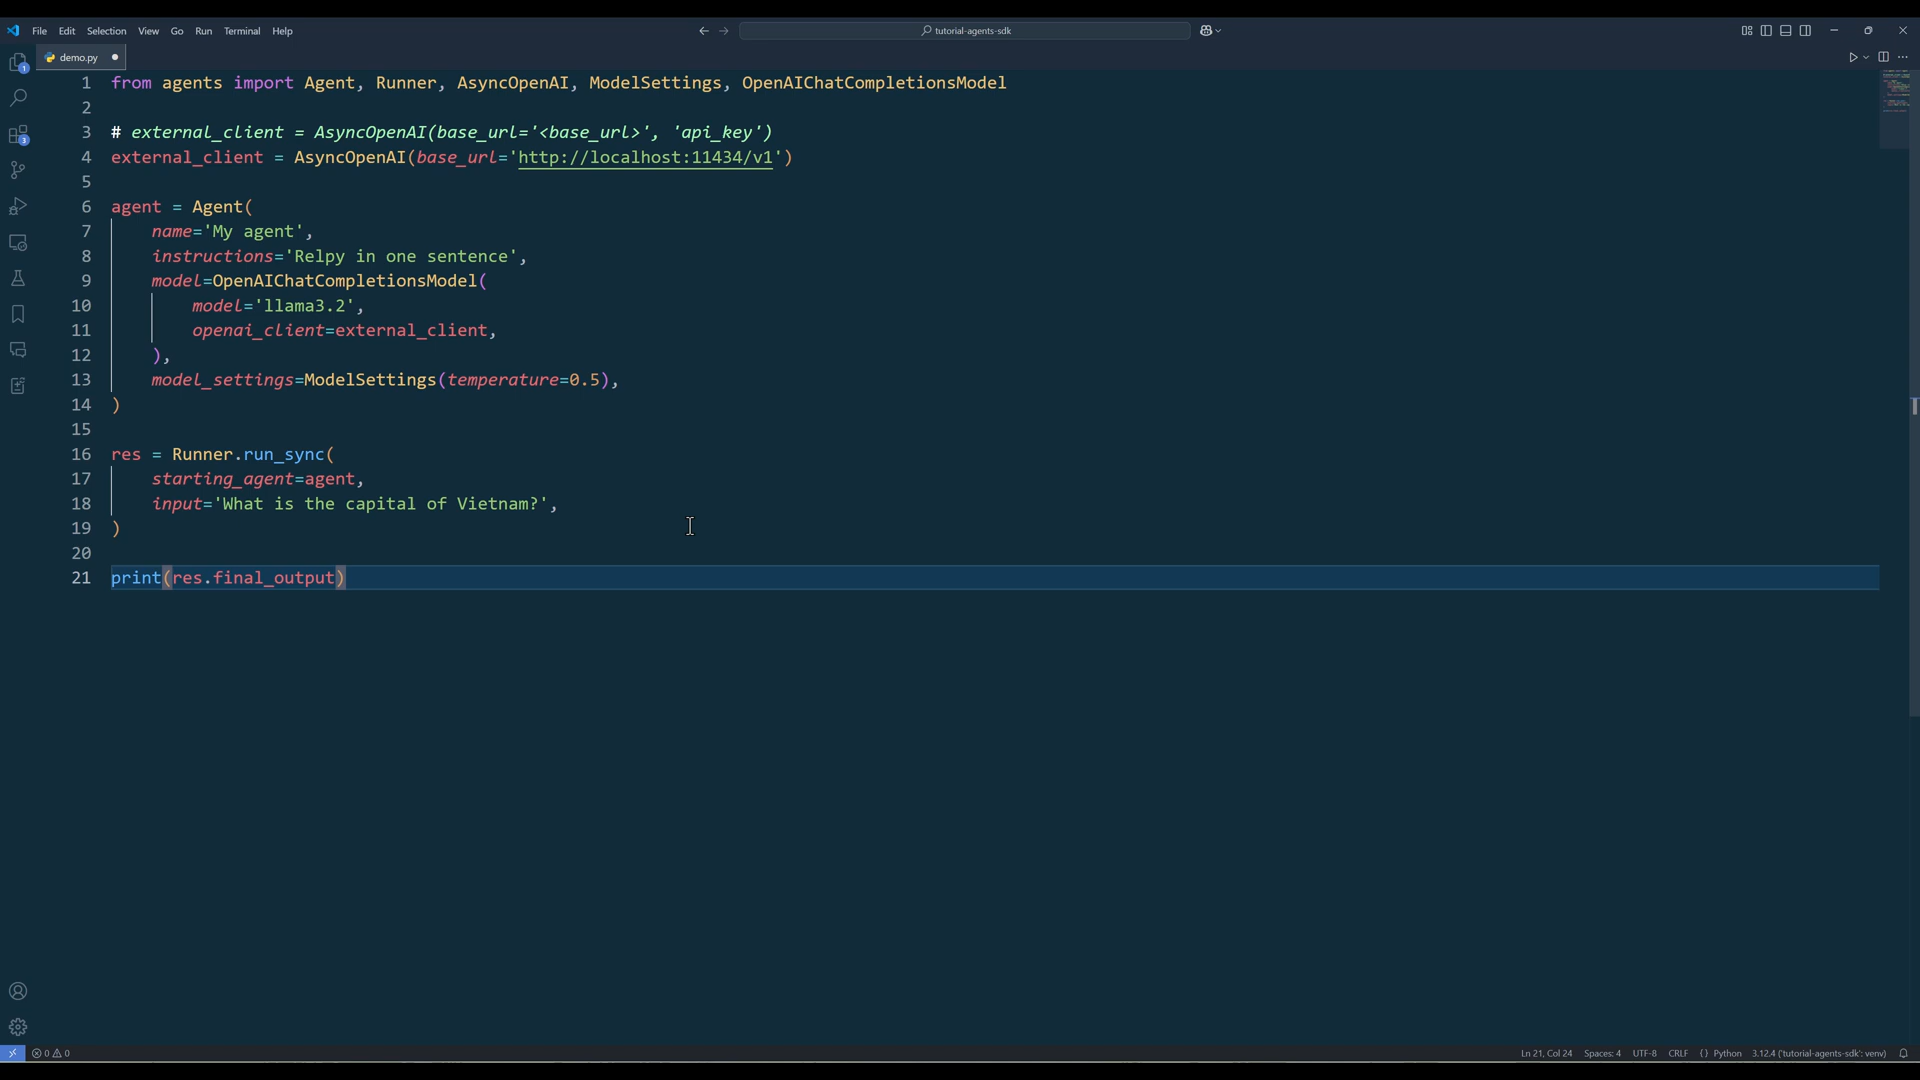 File Edit Selection View Go Run Terminal Help tutorial-agents-sdk
demo.py
1 from agents import Agent, Runner, AsyncOpenAI, ModelSettings, OpenAIChatCompletionsModel
2
3 # external_client = AsyncOpenAI(base_url='<base_url>', 'api_key')
4 external_client = AsyncOpenAI(base_url='http://localhost:11434/v1')
5
6 agent = Agent(
7     name='My agent',
8     instructions='Relpy in one sentence',
9     model=OpenAIChatCompletionsModel(
10         model='llama3.2',
11         openai_client=external_client,
12     ),
13     model_settings=ModelSettings(temperature=0.5),
14 )
15
16 res = Runner.run_sync(
17     starting_agent=agent,
18     input='What is the capital of Vietnam?',
19 )
20
21 print(res.final_output)
1
3
0 0 Ln 21, Col 24 Spaces: 4 UTF-8 CRLF {} Python 3.12.4 ('tutorial-agents-sdk': venv)